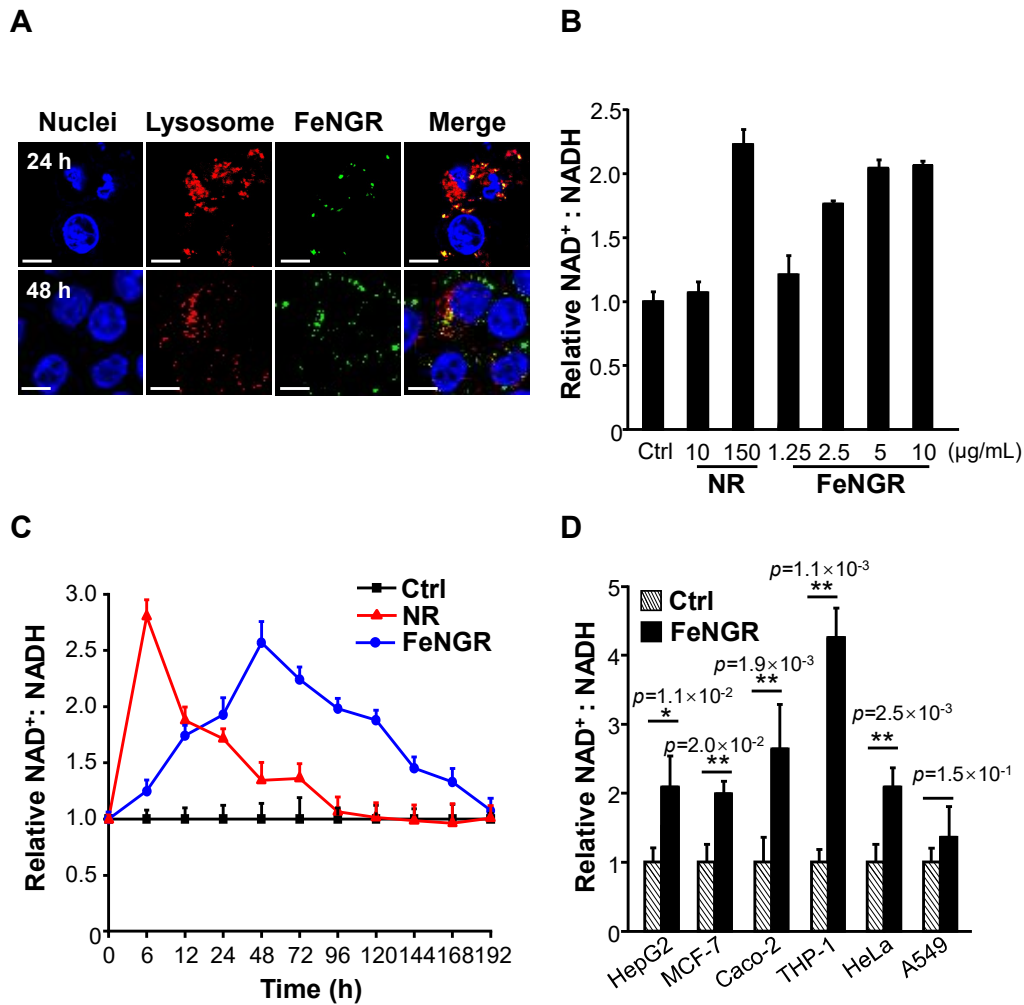 A
Nuclei Lysosome FeNGR Merge
24 h
48 h
B
Relative NAD⁺: NADH
2.5
2.0
1.5
1.0
0.5
0
Ctrl 10 150 1.25 2.5 5 10 (μg/mL)
NR FeNGR
C
Relative NAD⁺: NADH
3.0
2.5
2.0
1.5
1.0
0.5
0
Ctrl
NR
FeNGR
0 6 12 24 48 72 96 120 144 168 192
Time (h)
D
Relative NAD⁺: NADH
5
4
3
2
1
0
Ctrl
FeNGR
p=1.1×10⁻²
*
p=2.0×10⁻²
**
p=1.9×10⁻³
**
p=1.1×10⁻³
**
p=2.5×10⁻³
**
p=1.5×10⁻¹
HepG2 MCF-7 Caco-2 THP-1 HeLa A549